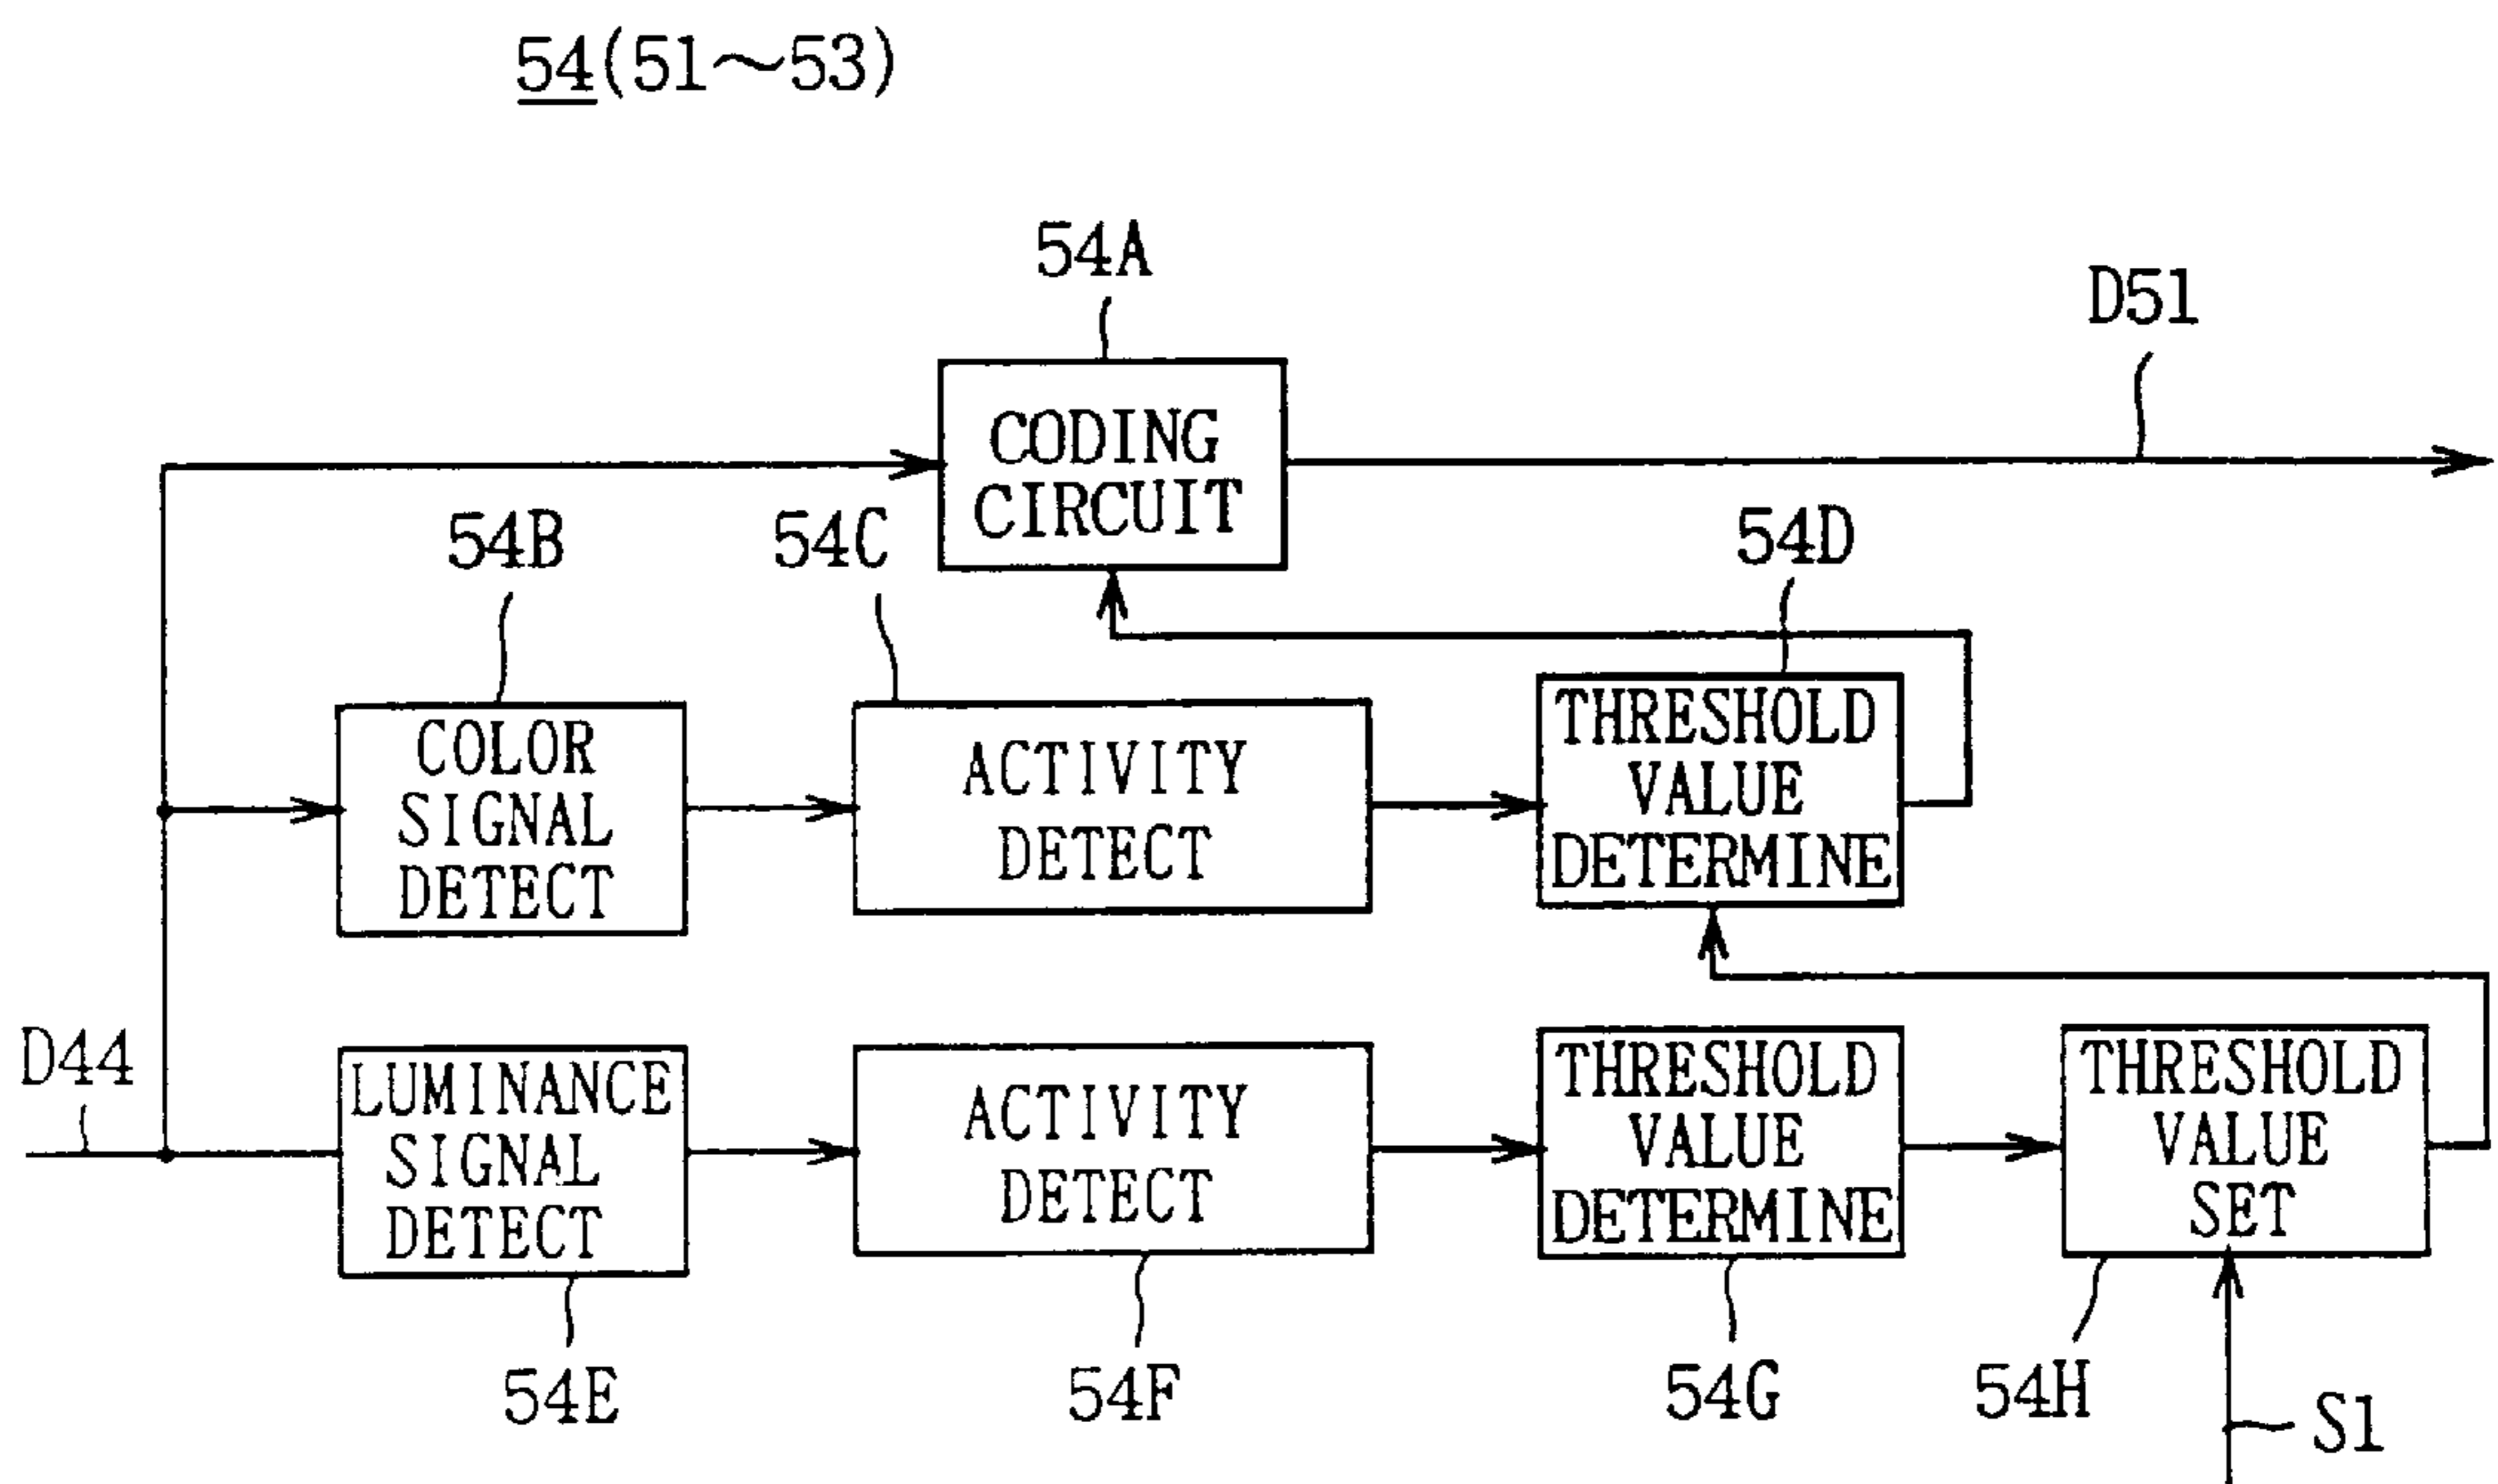 54(51～53)
54A
D51
CODING
CIRCUIT
54B
54C
54D
COLOR
SIGNAL
DETECT
ACTIVITY
DETECT
THRESHOLD
VALUE
DETERMINE
D44
LUMINANCE
SIGNAL
DETECT
ACTIVITY
DETECT
THRESHOLD
VALUE
DETERMINE
THRESHOLD
VALUE
SET
54E
54F
54G
54H
S1